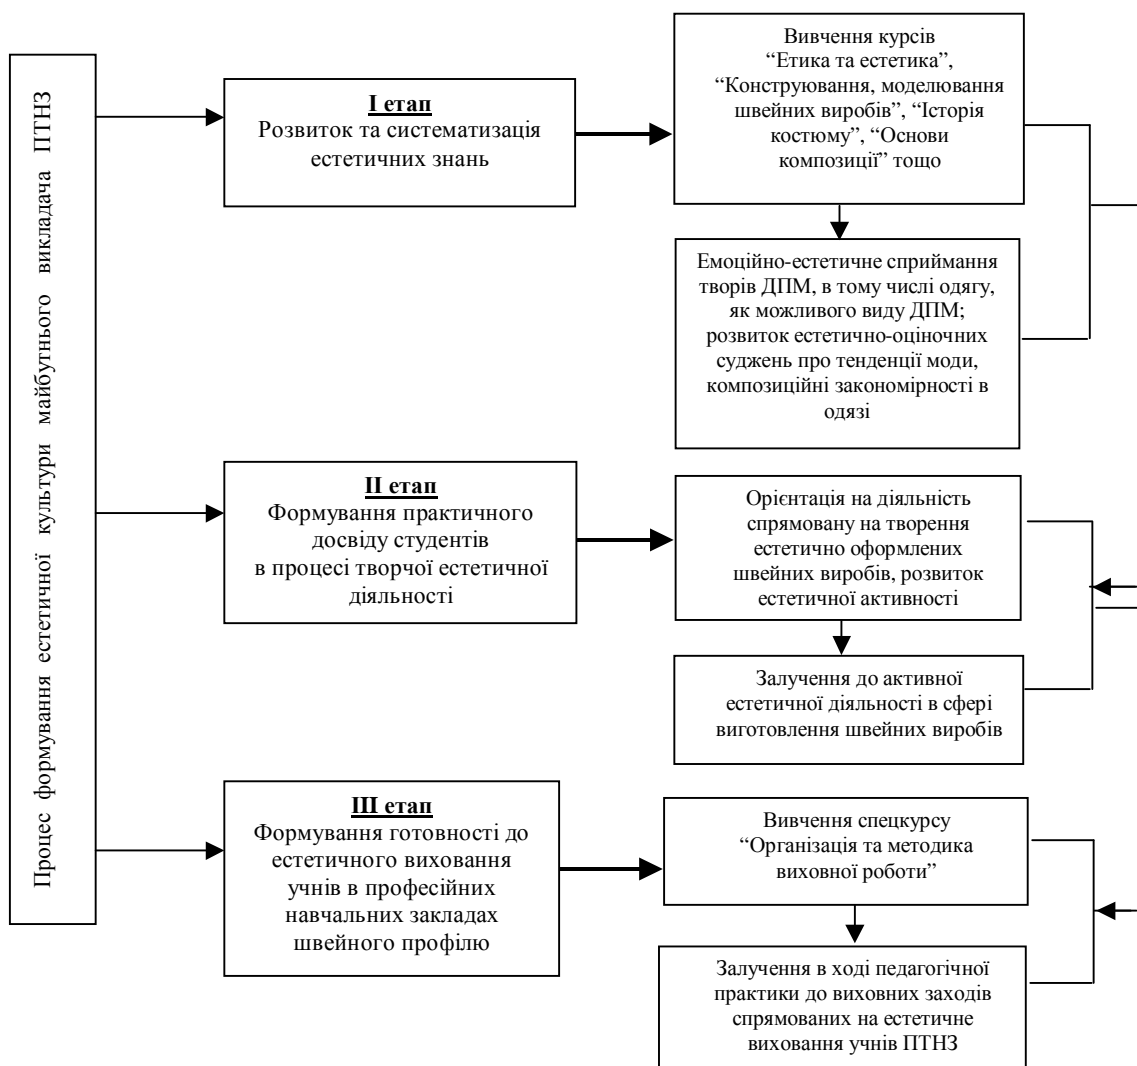 Процес формування естетичної культури майбутнього викладача ПТНЗ
І етап
Розвиток та систематизація
естетичних знань
Вивчення курсів
“Етика та естетика”,
“Конструювання, моделювання
швейних виробів”, “Історія
костюму”, “Основи
композиції” тощо
Емоційно-естетичне сприймання
творів ДПМ, в тому числі одягу,
як можливого виду ДПМ;
розвиток естетично-оціночних
суджень про тенденції моди,
композиційні закономірності в
одязі
ІІ етап
Формування практичного
досвіду студентів
в процесі творчої естетичної
діяльності
Орієнтація на діяльність
спрямовану на творення
естетично оформлених
швейних виробів, розвиток
естетичної активності
Залучення до активної
естетичної діяльності в сфері
виготовлення швейних виробів
ІІІ етап
Формування готовності до
естетичного виховання
учнів в професійних
навчальних закладах
швейного профілю
Вивчення спецкурсу
“Організація та методика
виховної роботи”
Залучення в ході педагогічної
практики до виховних заходів
спрямованих на естетичне
виховання учнів ПТНЗ